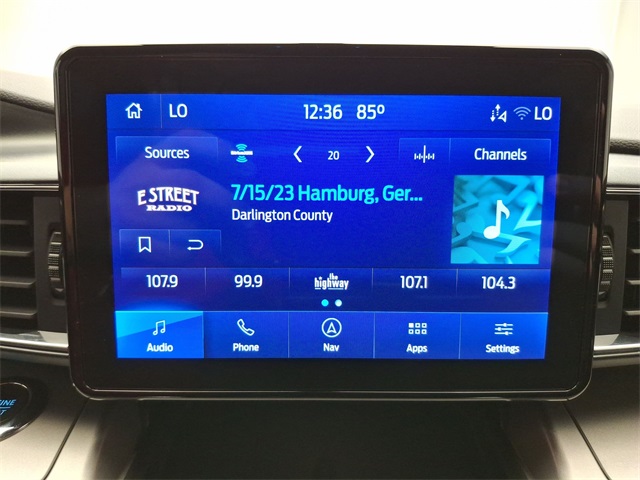 LO
12:36 85º
LO
Sources
20
Channels
E STREET
RADIO
7/15/23 Hamburg, Ger...
Darlington County
107.9
99.9
the
highway
107.1
104.3
Audio
Phone
Nav
Apps
Settings